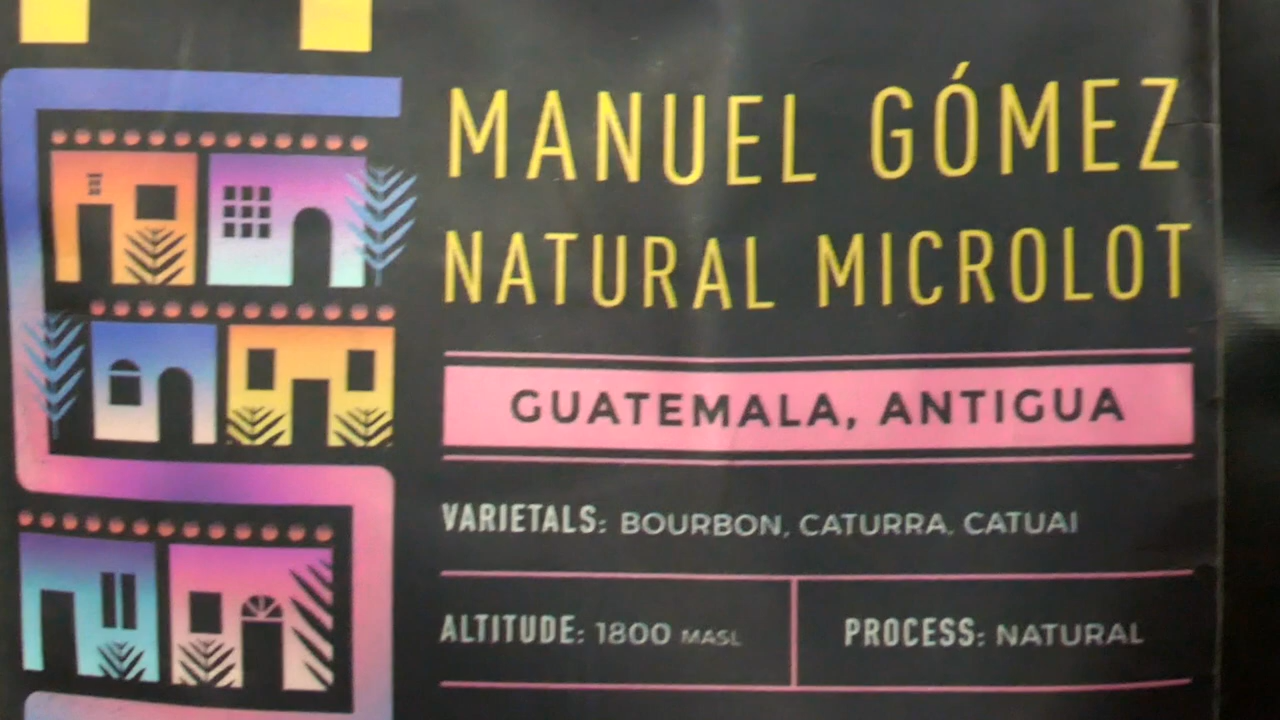 MANUEL GÓMEZ
NATURAL MICROLOT
GUATEMALA, ANTIGUA
VARIETALS: BOURBON, CATURRA, CATUAI
ALTITUDE: 1800 MASL
PROCESS: NATURAL